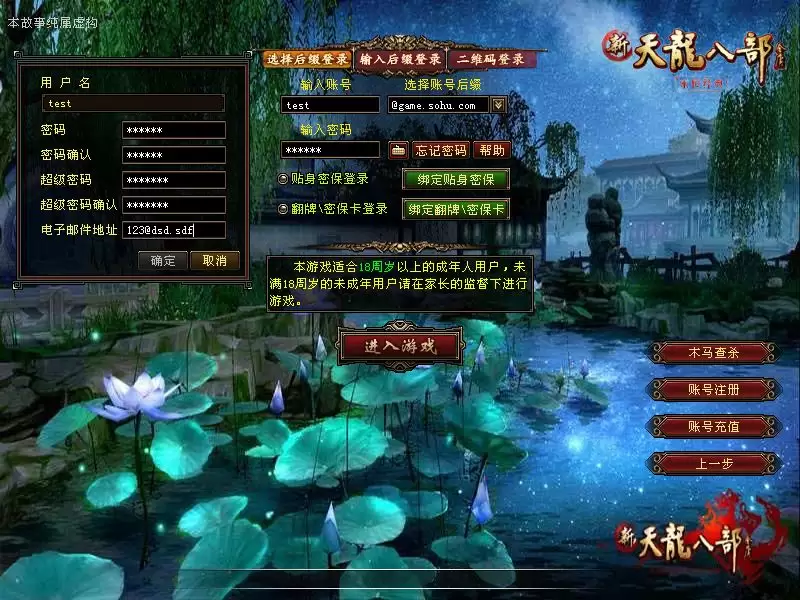 本故事纯属虚构
用 户 名
test
密码
******
密码确认
******
超级密码
*******
超级密码确认
*******
电子邮件地址
123@dsd.sdf
确定
取消
选择后缀登录
输入后缀登录
二维码登录
输入账号
选择账号后缀
test
@game.sohu.com
输入密码
******
忘记密码
帮助
贴身密保登录
绑定贴身密保
翻牌\密保卡登录
绑定翻牌\密保卡
本游戏适合18周岁以上的成年人用户，未
满18周岁的未成年用户请在家长的监督下进行
游戏。
进入游戏
新天龍八部
木马查杀
账号注册
账号充值
上一步
新天龍八部